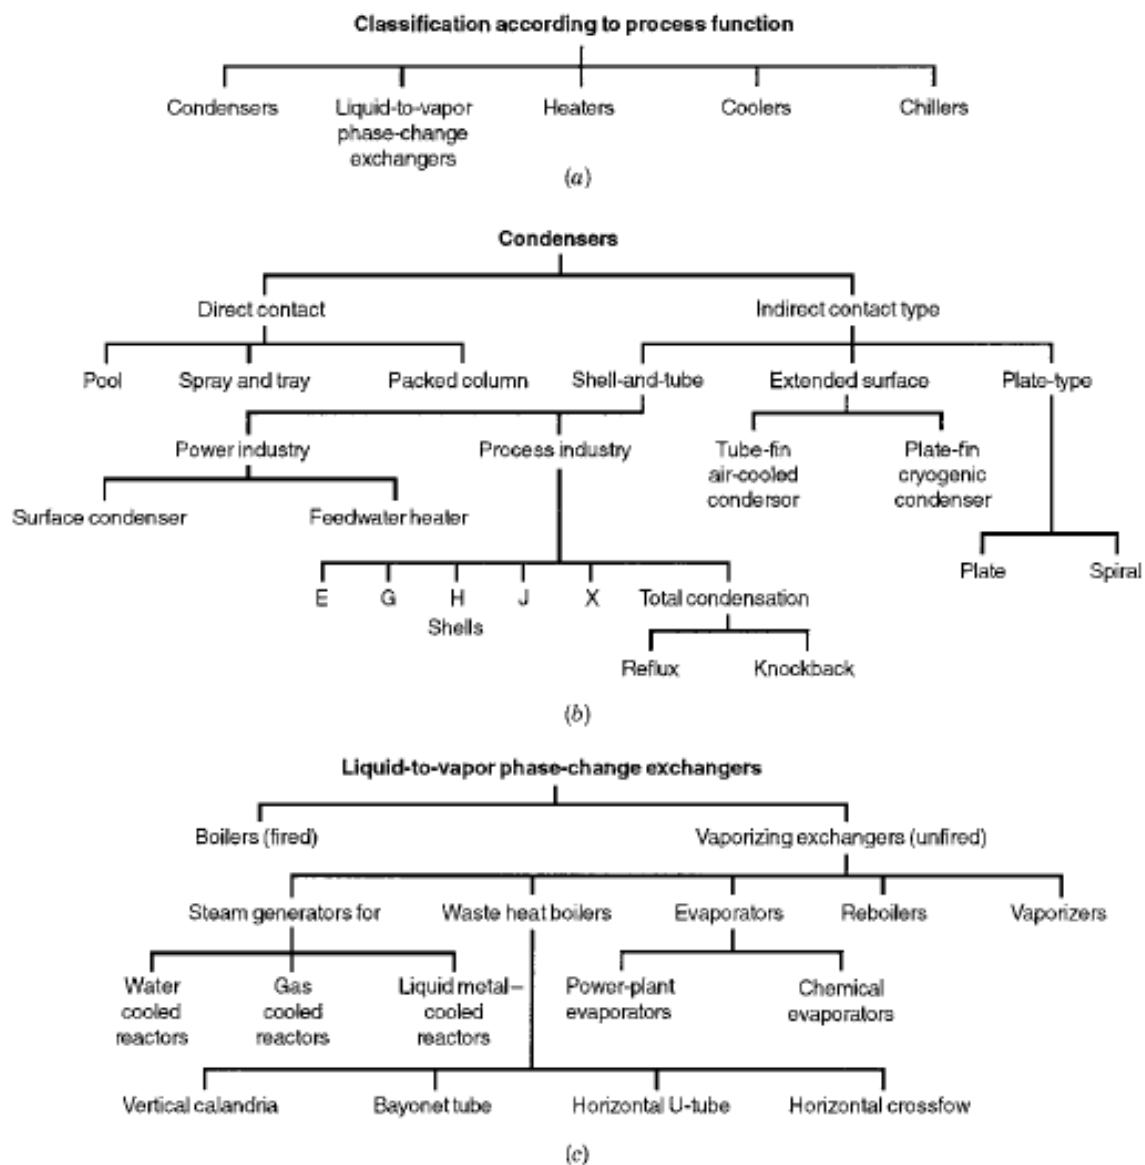 Classification according to process function
Condensers Liquid-to-vapor Heaters Coolers Chillers
phase-change
exchangers
(a)
Condensers
Direct contact Indirect contact type
Pool Spray and tray Packed column Shell-and-tube Extended surface Plate-type
Power industry Process industry Tube-fin Plate-fin
air-cooled cryogenic
condersor condenser
Surface condenser Feedwater heater
Plate Spiral
E G H J X Total condensation
Shells
Reflux Knockback
(b)
Liquid-to-vapor phase-change exchangers
Boilers (fired) Vaporizing exchangers (unfired)
Steam generators for Waste heat boilers Evaporators Reboilers Vaporizers
Water Gas Liquid metal– Power-plant Chemical
cooled cooled cooled evaporators evaporators
reactors reactors reactors
Vertical calandria Bayonet tube Horizontal U-tube Horizontal crossfow
(c)